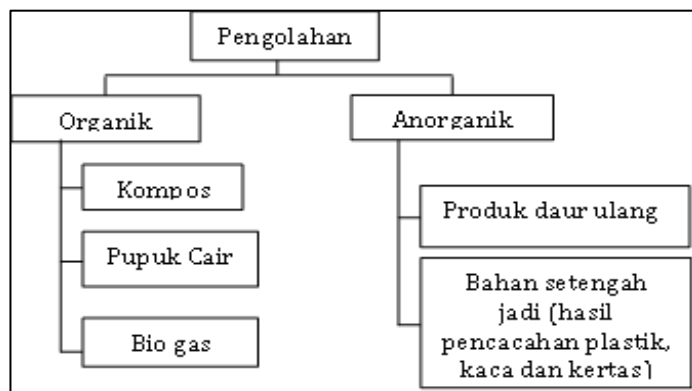 Pengolahan
Organik
Anorganik
Kompos
Pupuk Cair
Bio gas
Produk daur ulang
Bahan setengah
jadi (hasil
pencacahan plastik,
kaca dan kertas)